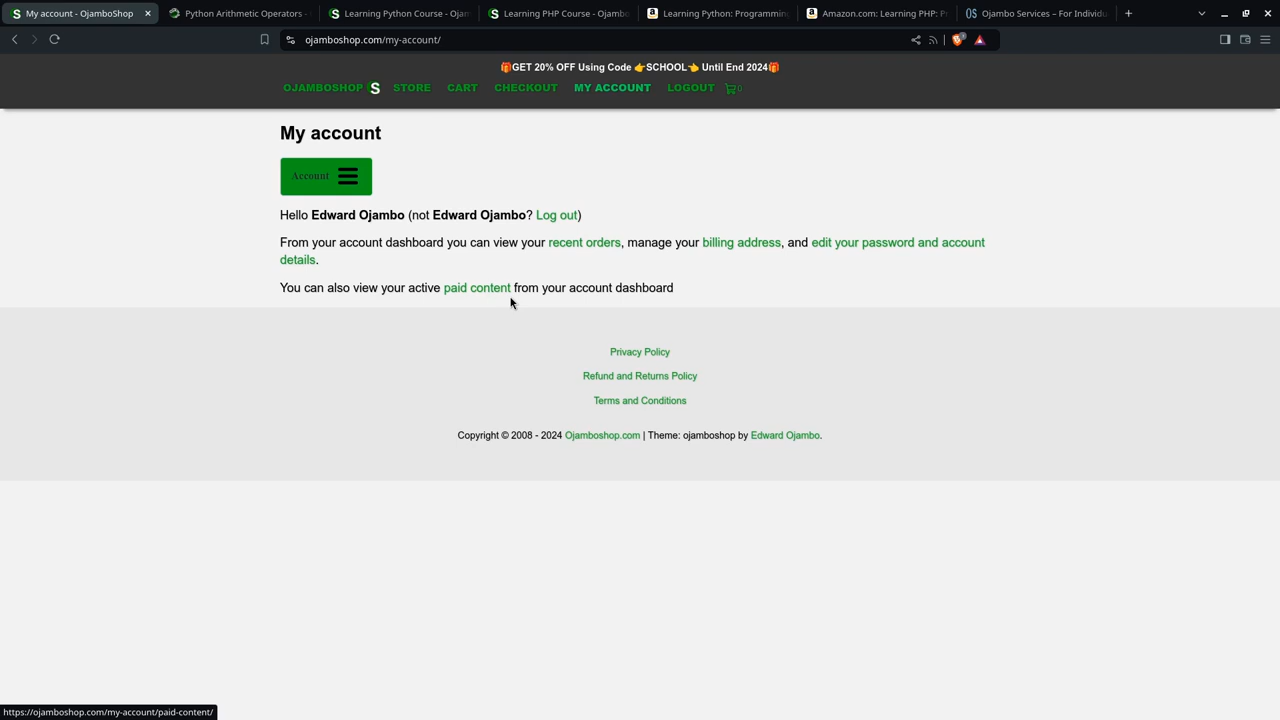 My account - OjamboShop
Python Arithmetic Operators -
Learning Python Course - Ojam
Learning PHP Course - Ojambo
Learning Python: Programmin
Amazon.com: Learning PHP: P
Ojambo Services – For Individu
ojamboshop.com/my-account/
🎁GET 20% OFF Using Code 👉SCHOOL👈 Until End 2024🎁
OJAMBOSHOP S STORE CART CHECKOUT MY ACCOUNT LOGOUT 0
My account
Account
Hello Edward Ojambo (not Edward Ojambo? Log out)
From your account dashboard you can view your recent orders, manage your billing address, and edit your password and account
details.
You can also view your active paid content from your account dashboard
Privacy Policy
Refund and Returns Policy
Terms and Conditions
Copyright © 2008 - 2024 Ojamboshop.com | Theme: ojamboshop by Edward Ojambo.
https://ojamboshop.com/my-account/paid-content/